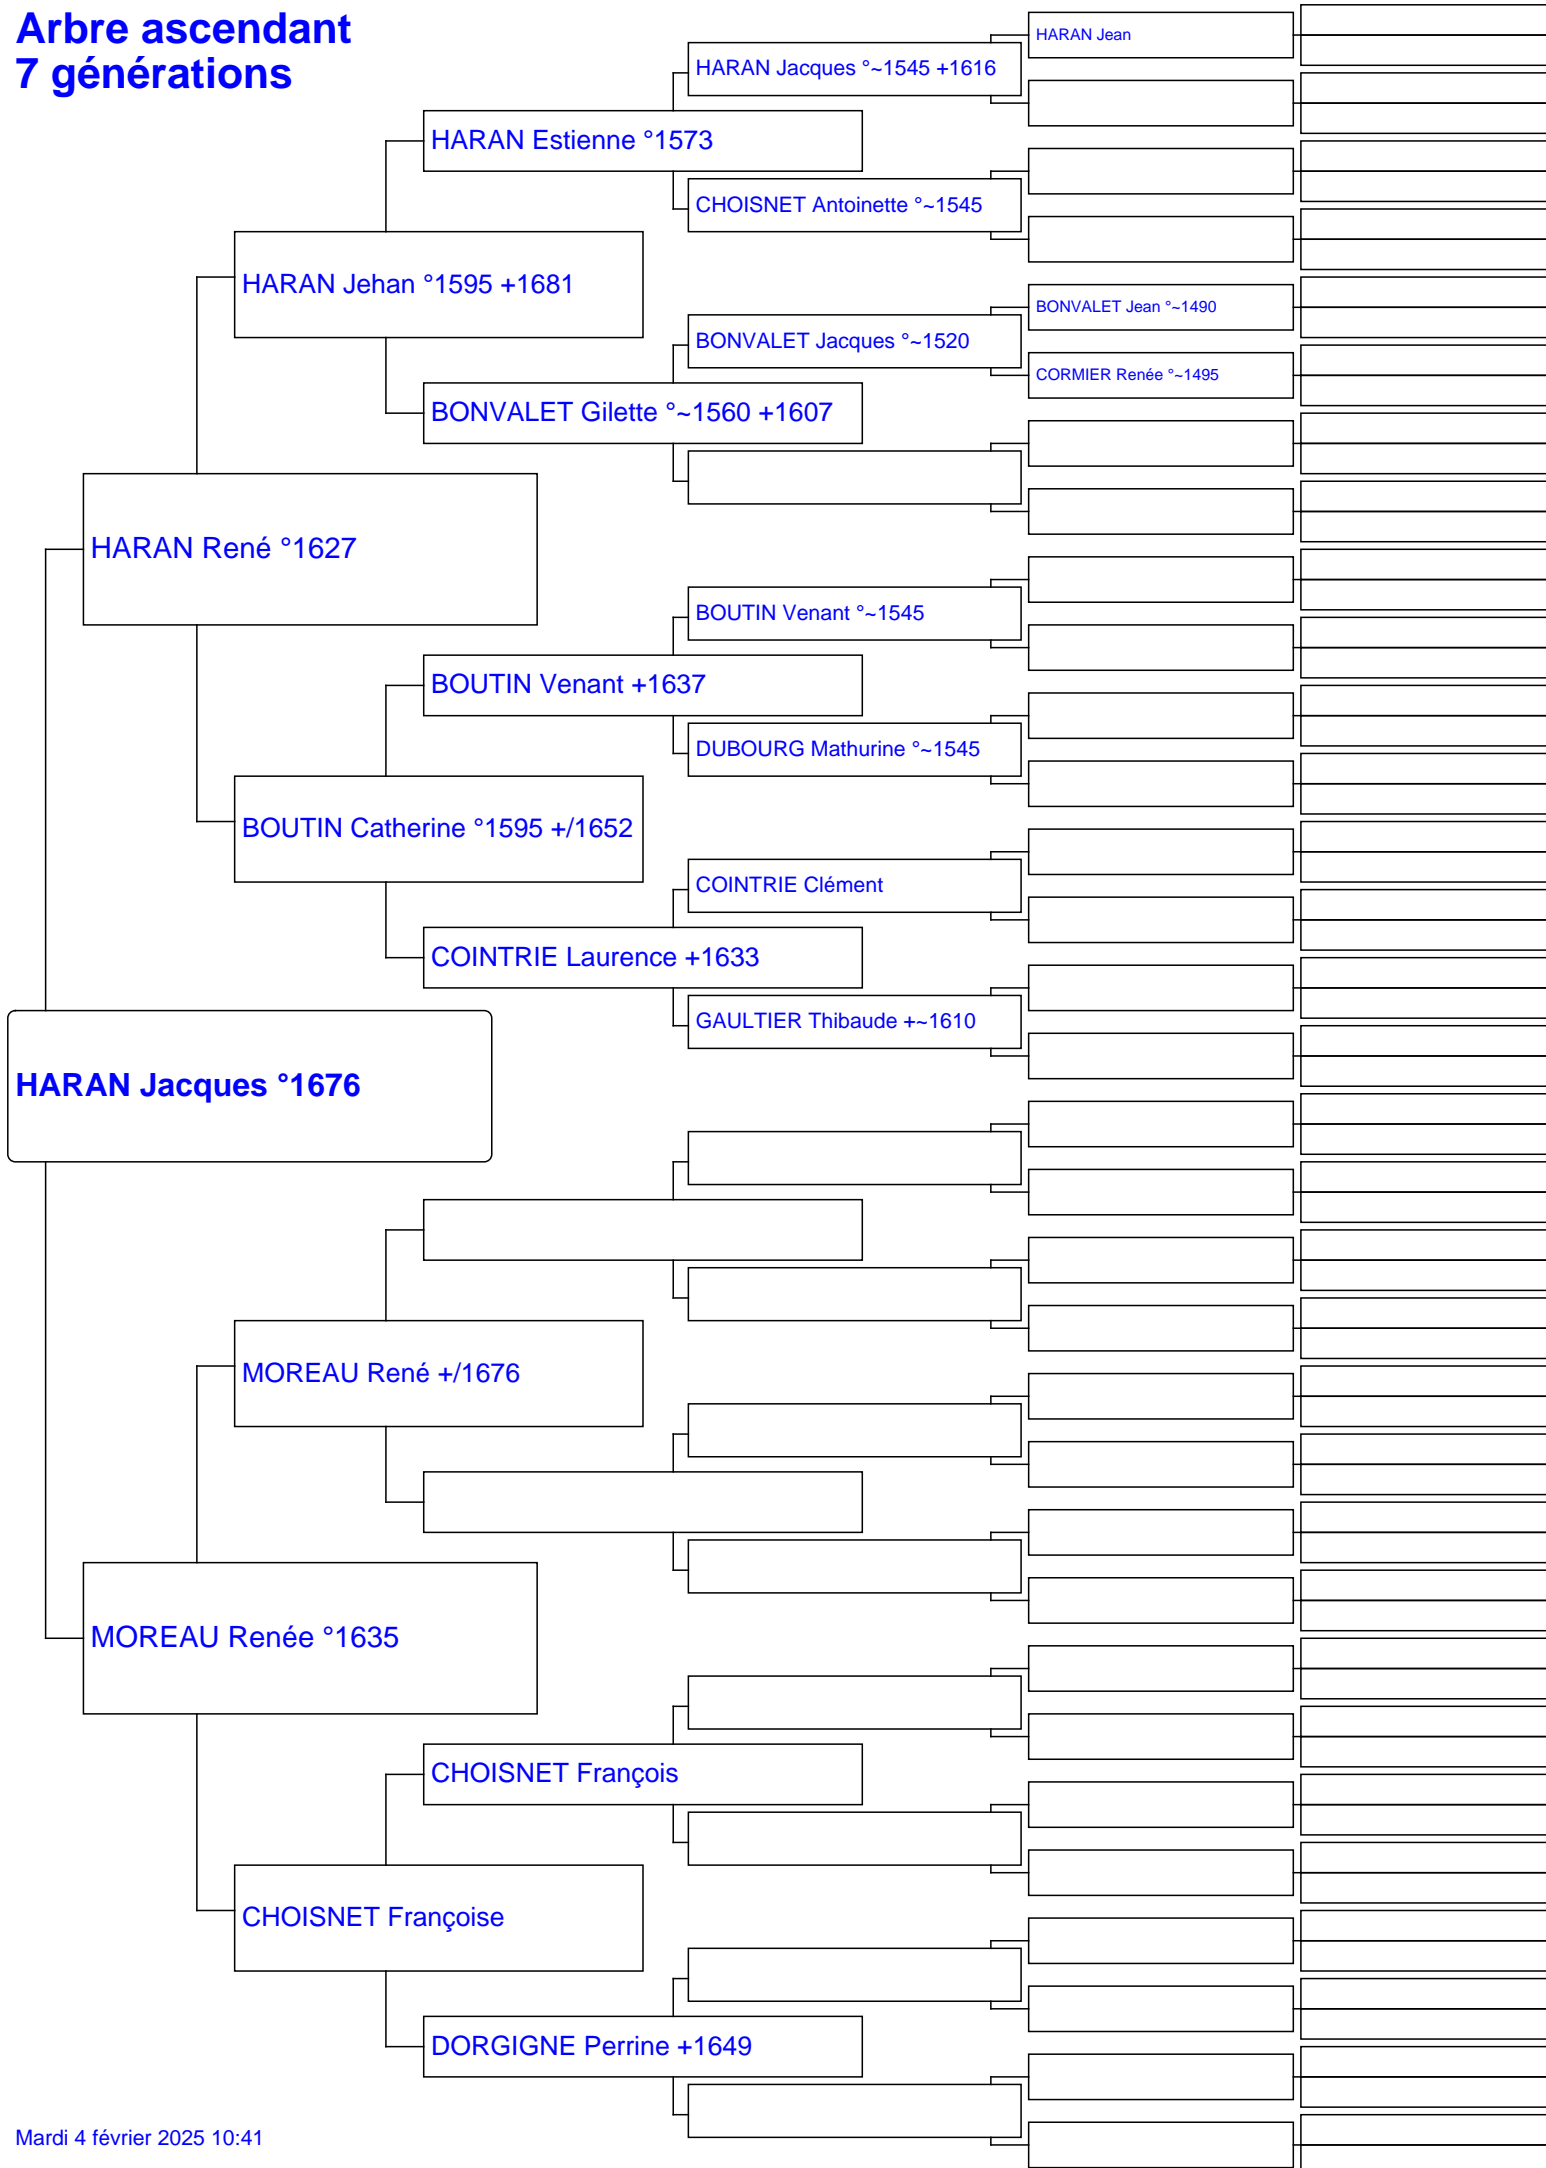 Arbre ascendant
7 générations
HARAN Jean
HARAN Jacques °~1545 +1616
HARAN Estienne °1573
CHOISNET Antoinette °~1545
HARAN Jehan °1595 +1681
BONVALET Jean °~1490
BONVALET Jacques °~1520
CORMIER Renée °~1495
BONVALET Gilette °~1560 +1607
HARAN René °1627
BOUTIN Venant °~1545
BOUTIN Venant +1637
DUBOURG Mathurine °~1545
BOUTIN Catherine °1595 +/1652
COINTRIE Clément
COINTRIE Laurence +1633
GAULTIER Thibaude +~1610
HARAN Jacques °1676
MOREAU René +/1676
MOREAU Renée °1635
CHOISNET François
CHOISNET Françoise
DORGIGNE Perrine +1649
Mardi 4 février 2025 10:41